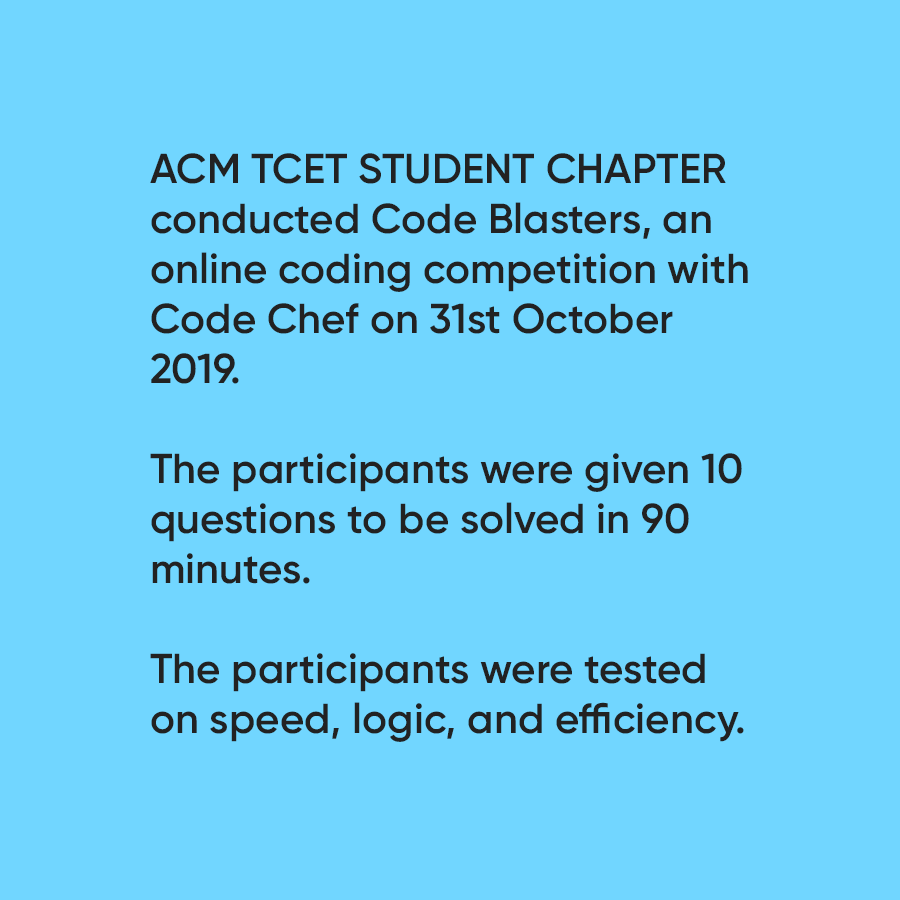 ACM TCET STUDENT CHAPTER
conducted Code Blasters, an
online coding competition with
Code Chef on 31st October
2019.
The participants were given 10
questions to be solved in 90
minutes.
The participants were tested
on speed, logic, and efficiency.